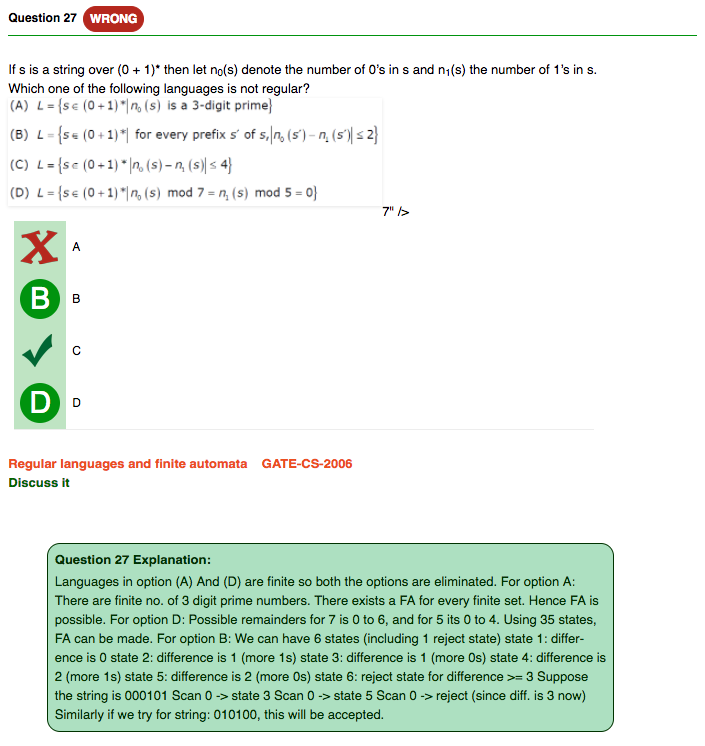 Question 27 WRONG
If s is a string over (0 + 1)* then let n₀(s) denote the number of 0's in s and n₁(s) the number of 1's in s.
Which one of the following languages is not regular?
(A) L = {s ∈ (0+1)*| n₀ (s) is a 3-digit prime}
(B) L = {s ∈ (0+1)*| for every prefix s' of s,|n₀ (s') – n₁ (s')| ≤ 2}
(C) L = {s ∈ (0+1)* |n₀ (s) – n₁ (s)| ≤ 4}
(D) L = {s ∈ (0+1)*| n₀ (s) mod 7 = n₁ (s) mod 5 = 0}
7" />
X A
B B
✓ C
D D
Regular languages and finite automata GATE-CS-2006
Discuss it
Question 27 Explanation:
Languages in option (A) And (D) are finite so both the options are eliminated. For option A:
There are finite no. of 3 digit prime numbers. There exists a FA for every finite set. Hence FA is
possible. For option D: Possible remainders for 7 is 0 to 6, and for 5 its 0 to 4. Using 35 states,
FA can be made. For option B: We can have 6 states (including 1 reject state) state 1: differ-
ence is 0 state 2: difference is 1 (more 1s) state 3: difference is 1 (more 0s) state 4: difference is
2 (more 1s) state 5: difference is 2 (more 0s) state 6: reject state for difference >= 3 Suppose
the string is 000101 Scan 0 -> state 3 Scan 0 -> state 5 Scan 0 -> reject (since diff. is 3 now)
Similarly if we try for string: 010100, this will be accepted.